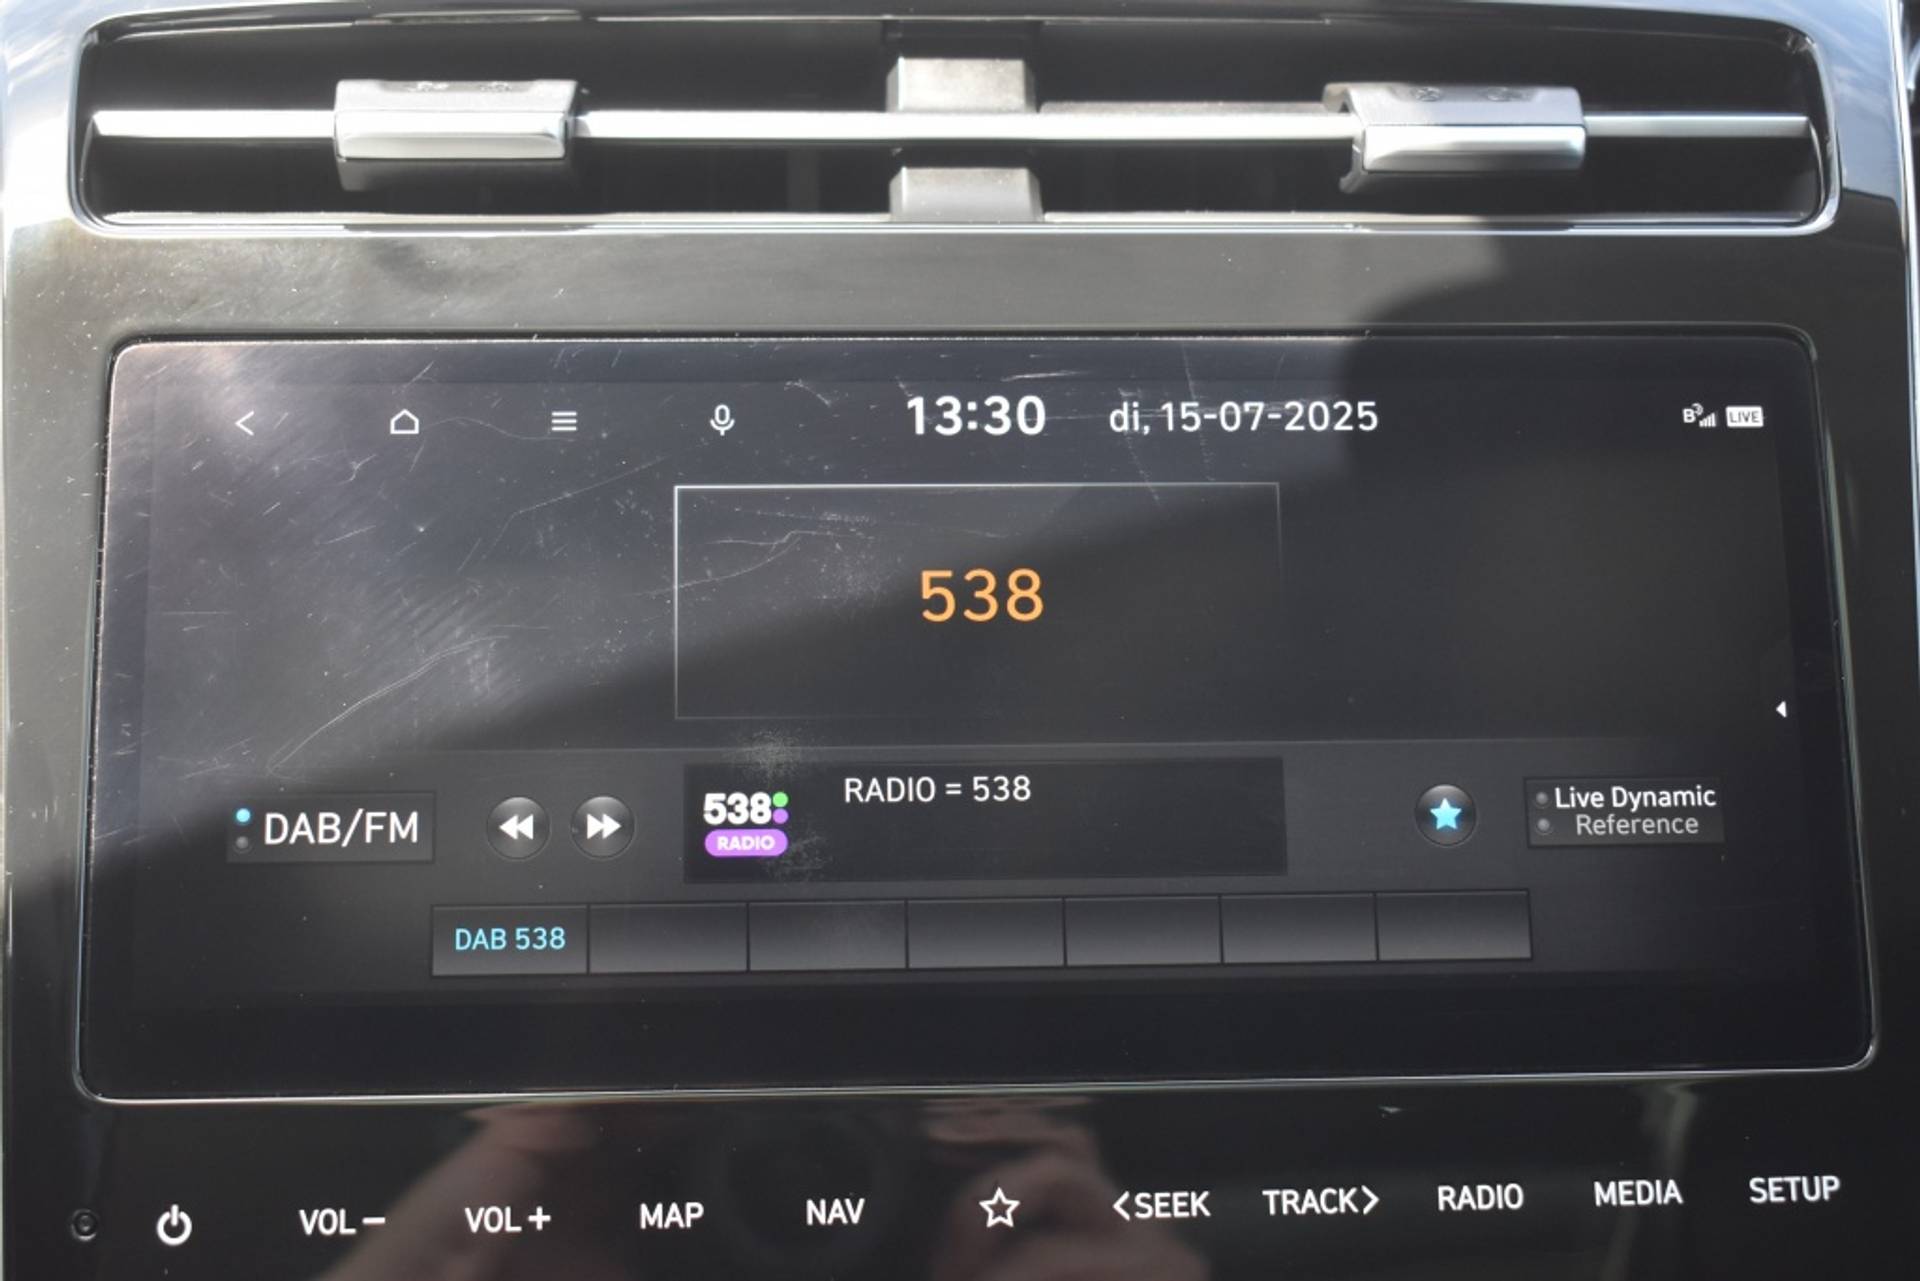 13:30 di, 15-07-2025 B LIVE
538
DAB/FM
538
RADIO
RADIO = 538
Live Dynamic
Reference
DAB 538
VOL− VOL+ MAP NAV <SEEK TRACK> RADIO MEDIA SETUP